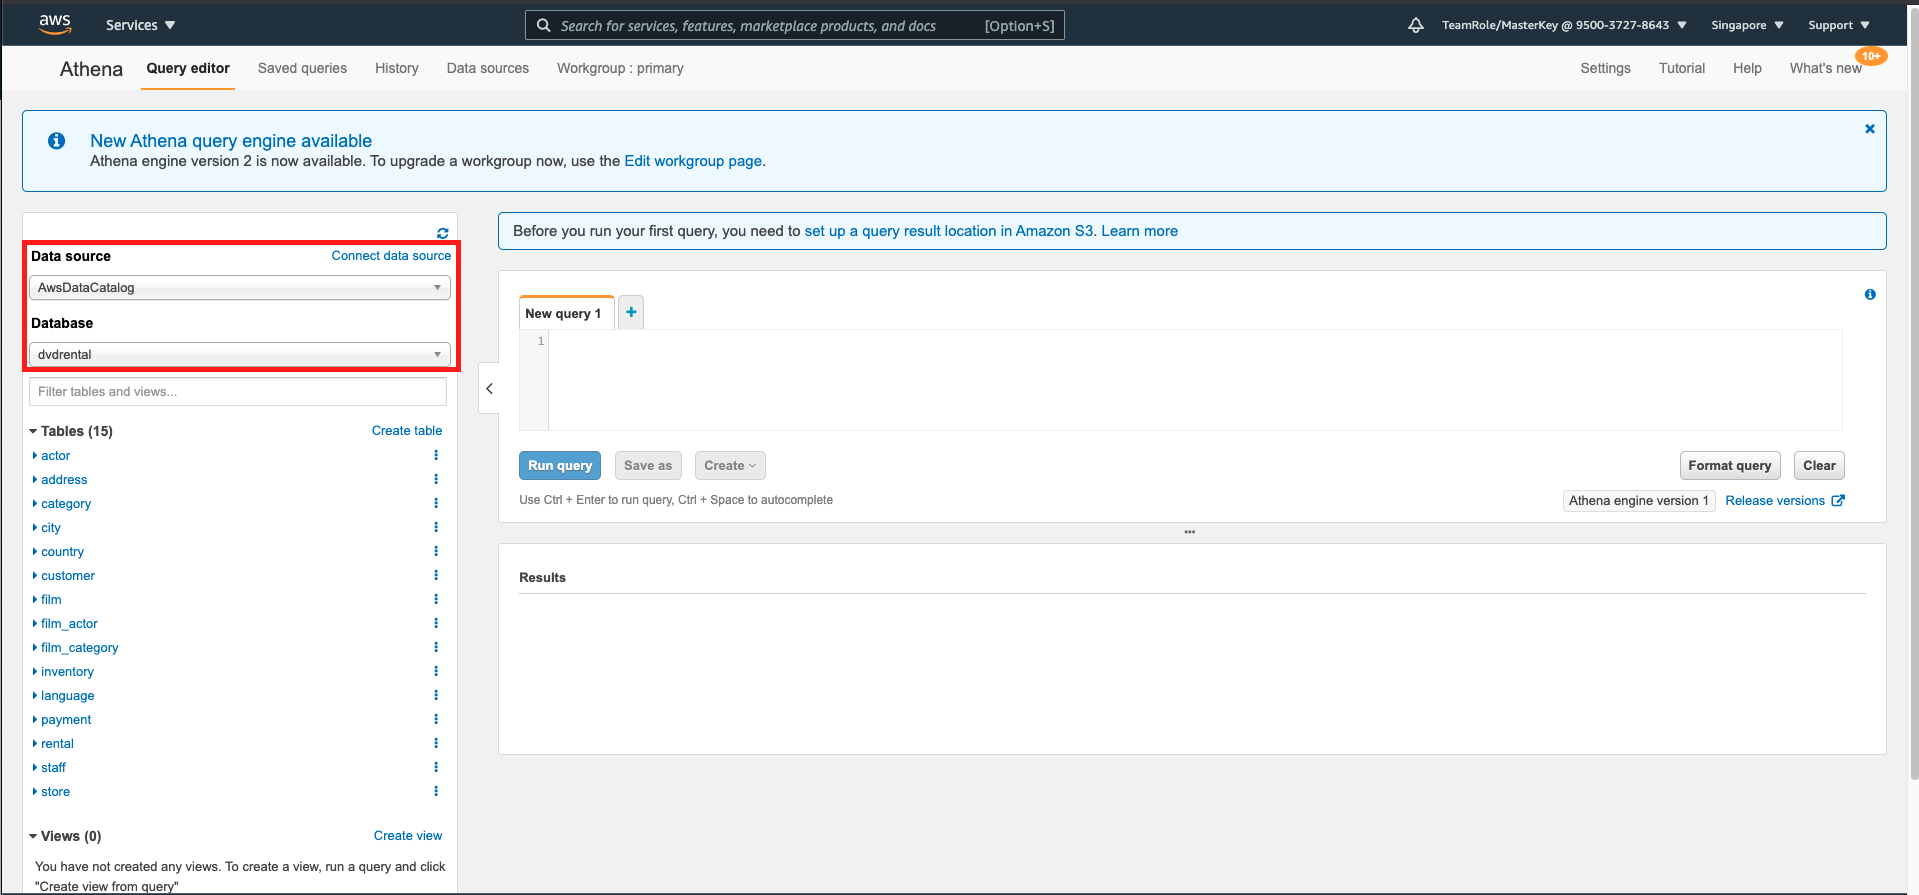 aws
Services
Search for services, features, marketplace products, and docs
[Option+S]
TeamRole/MasterKey @ 9500-3727-8643
Singapore
Support
Athena
Query editor
Saved queries
History
Data sources
Workgroup : primary
Settings
Tutorial
Help
What's new
10+
New Athena query engine available
Athena engine version 2 is now available. To upgrade a workgroup now, use the Edit workgroup page.
Data source
Connect data source
AwsDataCatalog
Database
dvdrental
Filter tables and views...
Tables (15)
Create table
actor
address
category
city
country
customer
film
film_actor
film_category
inventory
language
payment
rental
staff
store
Views (0)
Create view
You have not created any views. To create a view, run a query and click
"Create view from query"
Before you run your first query, you need to set up a query result location in Amazon S3. Learn more
New query 1
1
Run query
Save as
Create
Format query
Clear
Use Ctrl + Enter to run query, Ctrl + Space to autocomplete
Athena engine version 1
Release versions
Results